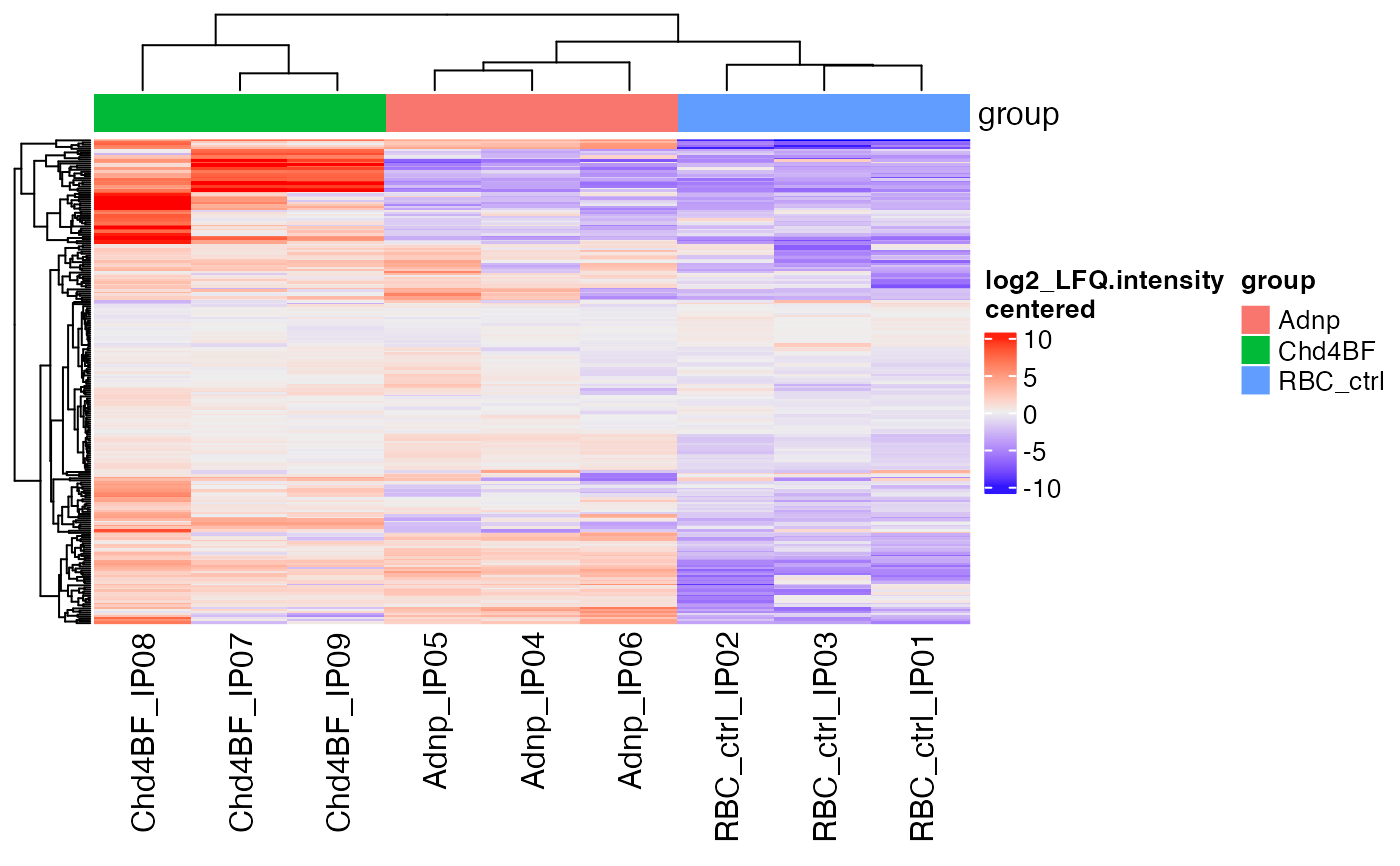 group
log2_LFQ.intensity
centered
10
5
0
-5
-10
group
Adnp
Chd4BF
RBC_ctrl
Chd4BF_IP08
Chd4BF_IP07
Chd4BF_IP09
Adnp_IP05
Adnp_IP04
Adnp_IP06
RBC_ctrl_IP02
RBC_ctrl_IP03
RBC_ctrl_IP01